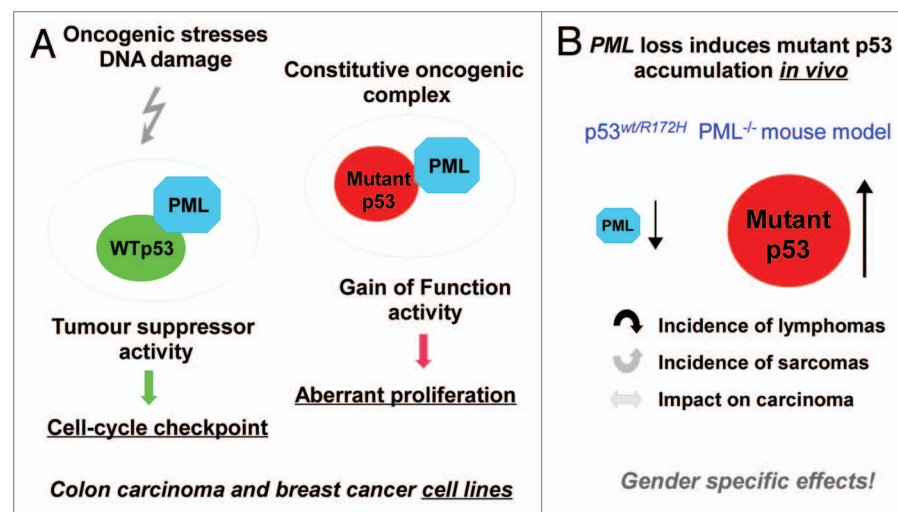 A
Oncogenic stresses
DNA damage
PML
WTp53
Tumour suppressor
activity
Cell-cycle checkpoint
Constitutive oncogenic
complex
Mutant
p53
PML
Gain of Function
activity
Aberrant proliferation
Colon carcinoma and breast cancer cell lines
B
PML loss induces mutant p53
accumulation in vivo
p53wt/R172H PML-/- mouse model
PML
Mutant
p53
Incidence of lymphomas
Incidence of sarcomas
Impact on carcinoma
Gender specific effects!